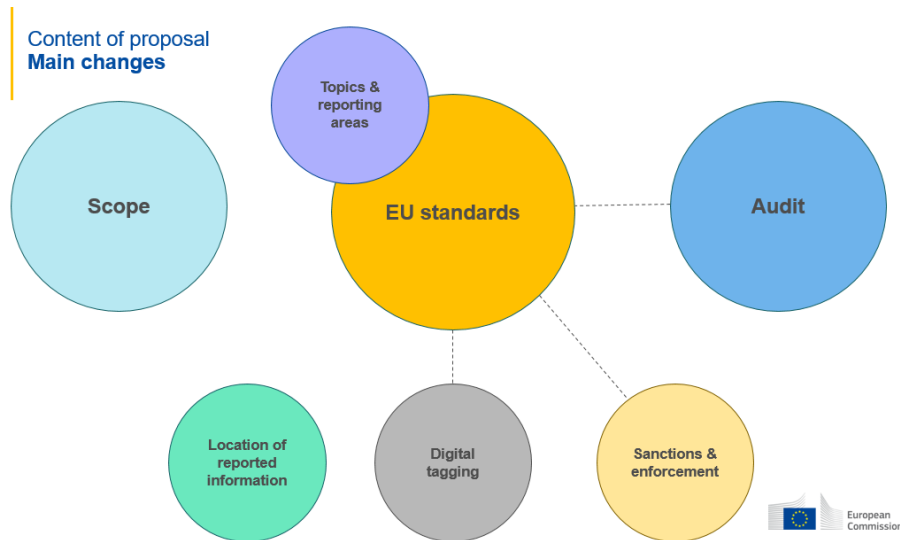 Content of proposal
Main changes
Topics &
reporting
areas
Scope
EU standards
Audit
Location of
reported
information
Digital
tagging
Sanctions &
enforcement
European
Commission